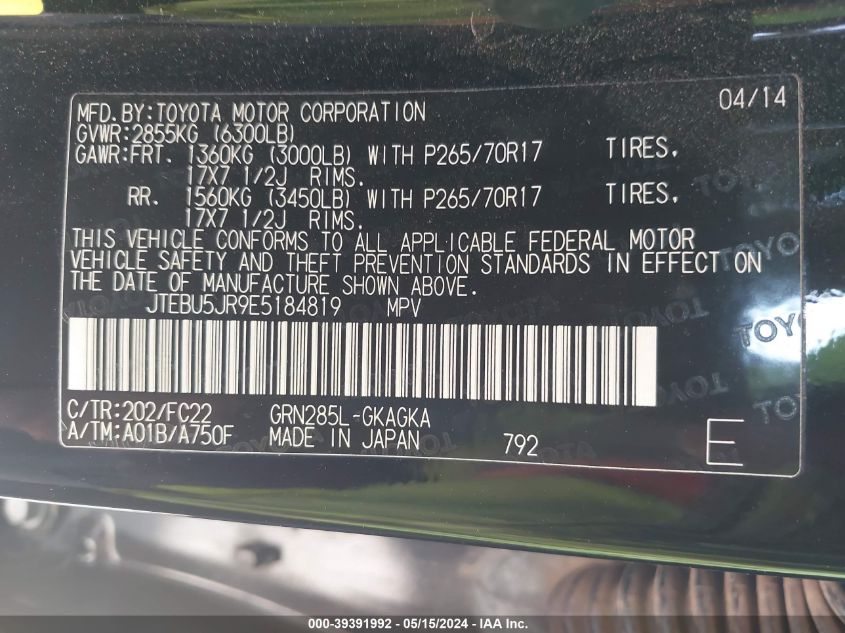 MFD.BY:TOYOTA MOTOR CORPORATION 04/14
GVWR:2855KG (6300LB)
GAWR:FRT. 1360KG (3000LB) WITH P265/70R17 TIRES.
17X7 1/2J RIMS.
RR. 1560KG (3450LB) WITH P265/70R17 TIRES.
17X7 1/2J RIMS.
THIS VEHICLE CONFORMS TO ALL APPLICABLE FEDERAL MOTOR
VEHICLE SAFETY AND THEFT PREVENTION STANDARDS IN EFFECT ON
THE DATE OF MANUFACTURE SHOWN ABOVE.
JTEBU5JR9E5184819 MPV
C/TR:202/FC22 GRN285L-GKAGKA
A/TM:A01B/A750F MADE IN JAPAN 792 E
000-39391992 / 05/15/2024 - IAA Inc.